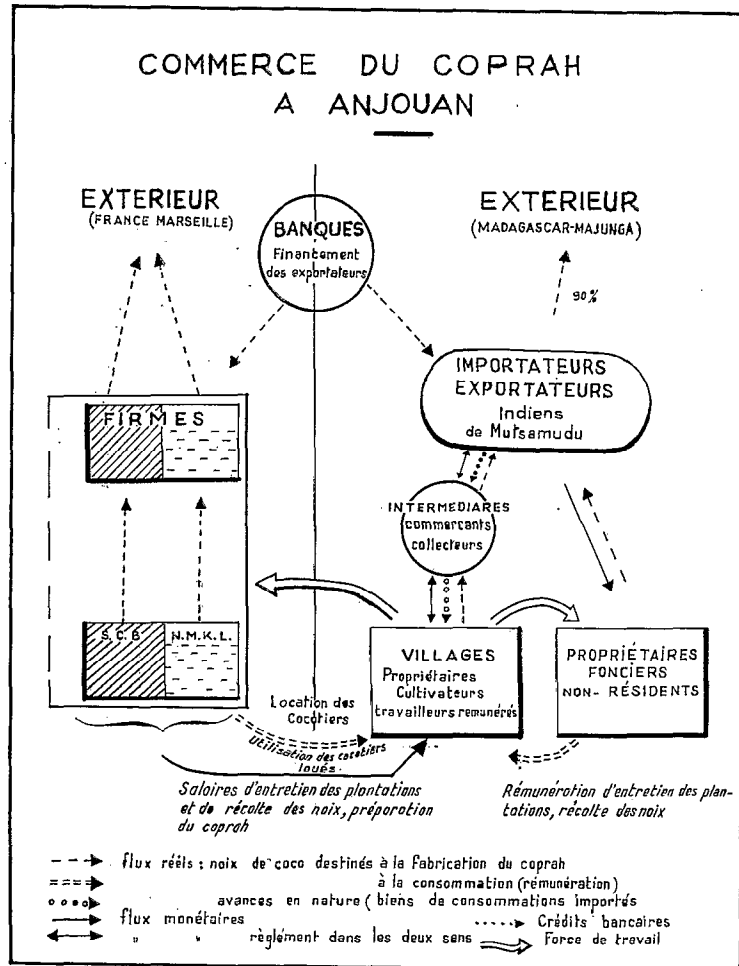 COMMERCE DU COPRAH
A ANJOUAN
EXTERIEUR
(FRANCE MARSEILLE)
BANQUES
Financement
des exportateurs
EXTERIEUR
(MADAGASCAR-MAJUNGA)
90%
IMPORTATEURS
EXPORTATEURS
Indiens
de Mutsamudu
FIRMES
INTERMEDIARES
commerçants
collecteurs
S.C.B. N.M.K.L.
VILLAGES
Propriétaires
Cultivateurs
travailleurs remunérés
PROPRIÉTAIRES
FONCIERS
NON-RÉSIDENTS
Location des
Cocôtiers
Utilisation des cocotiers
loués
Salaires d'entretien des plantations
et de récolte des noix, préparation
du coprah
Rémunération d'entretien des plan-
tations, récolte des noix
flux réels ; noix de coco destinés à la fabrication du coprah
à la consommation (rémunération)
avances en nature ( biens de consommations importés
flux monétaires Crédits bancaires
" " règlement dans les deux sens Force de travail